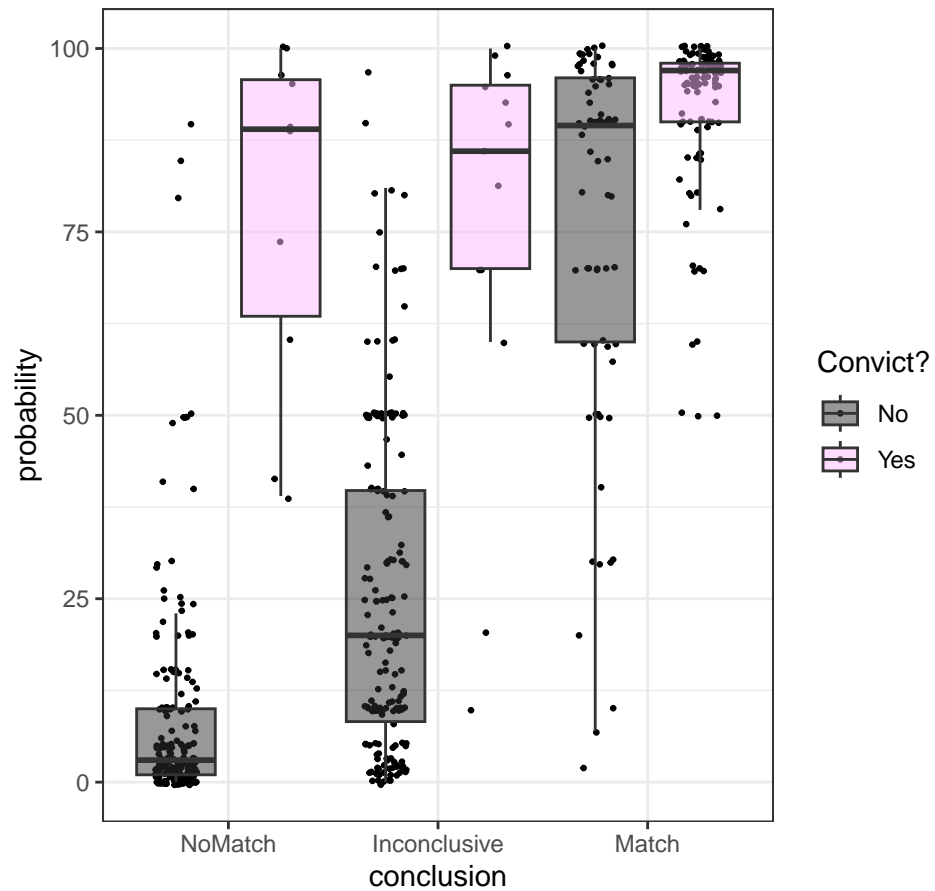 100
75
50
25
0
probability
NoMatch
Inconclusive
Match
conclusion
Convict?
No
Yes